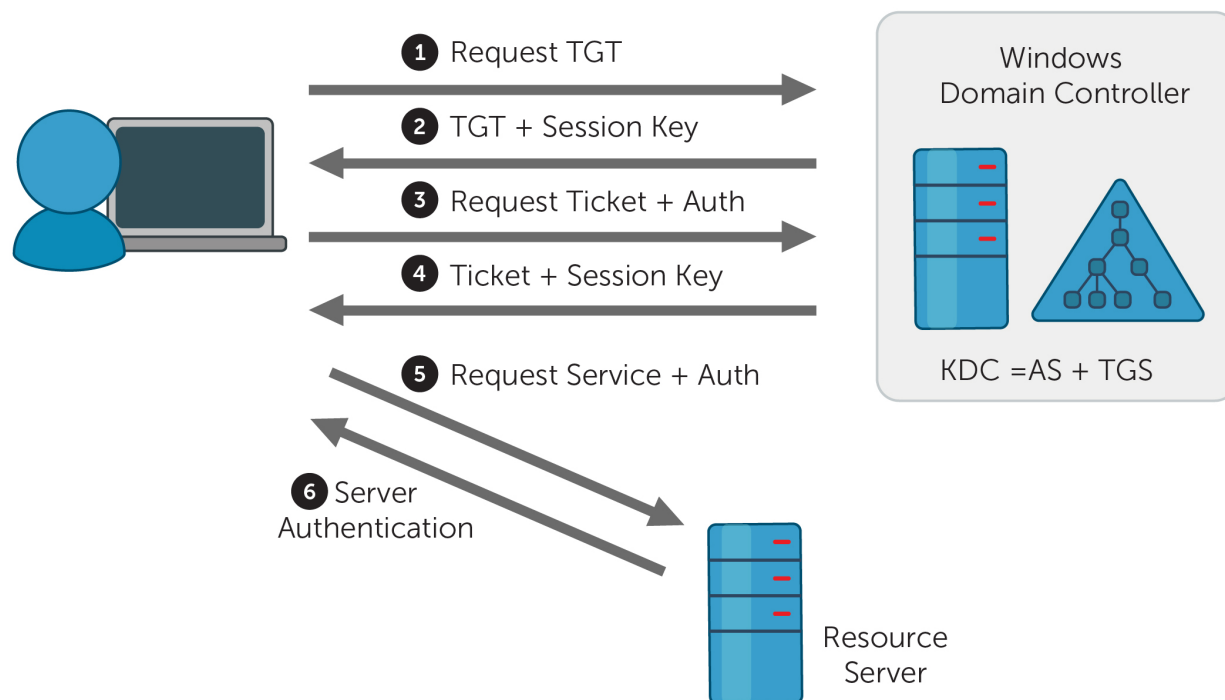 1 Request TGT
2 TGT + Session Key
3 Request Ticket + Auth
4 Ticket + Session Key
5 Request Service + Auth
6 Server
Authentication
Windows
Domain Controller
KDC =AS + TGS
Resource
Server